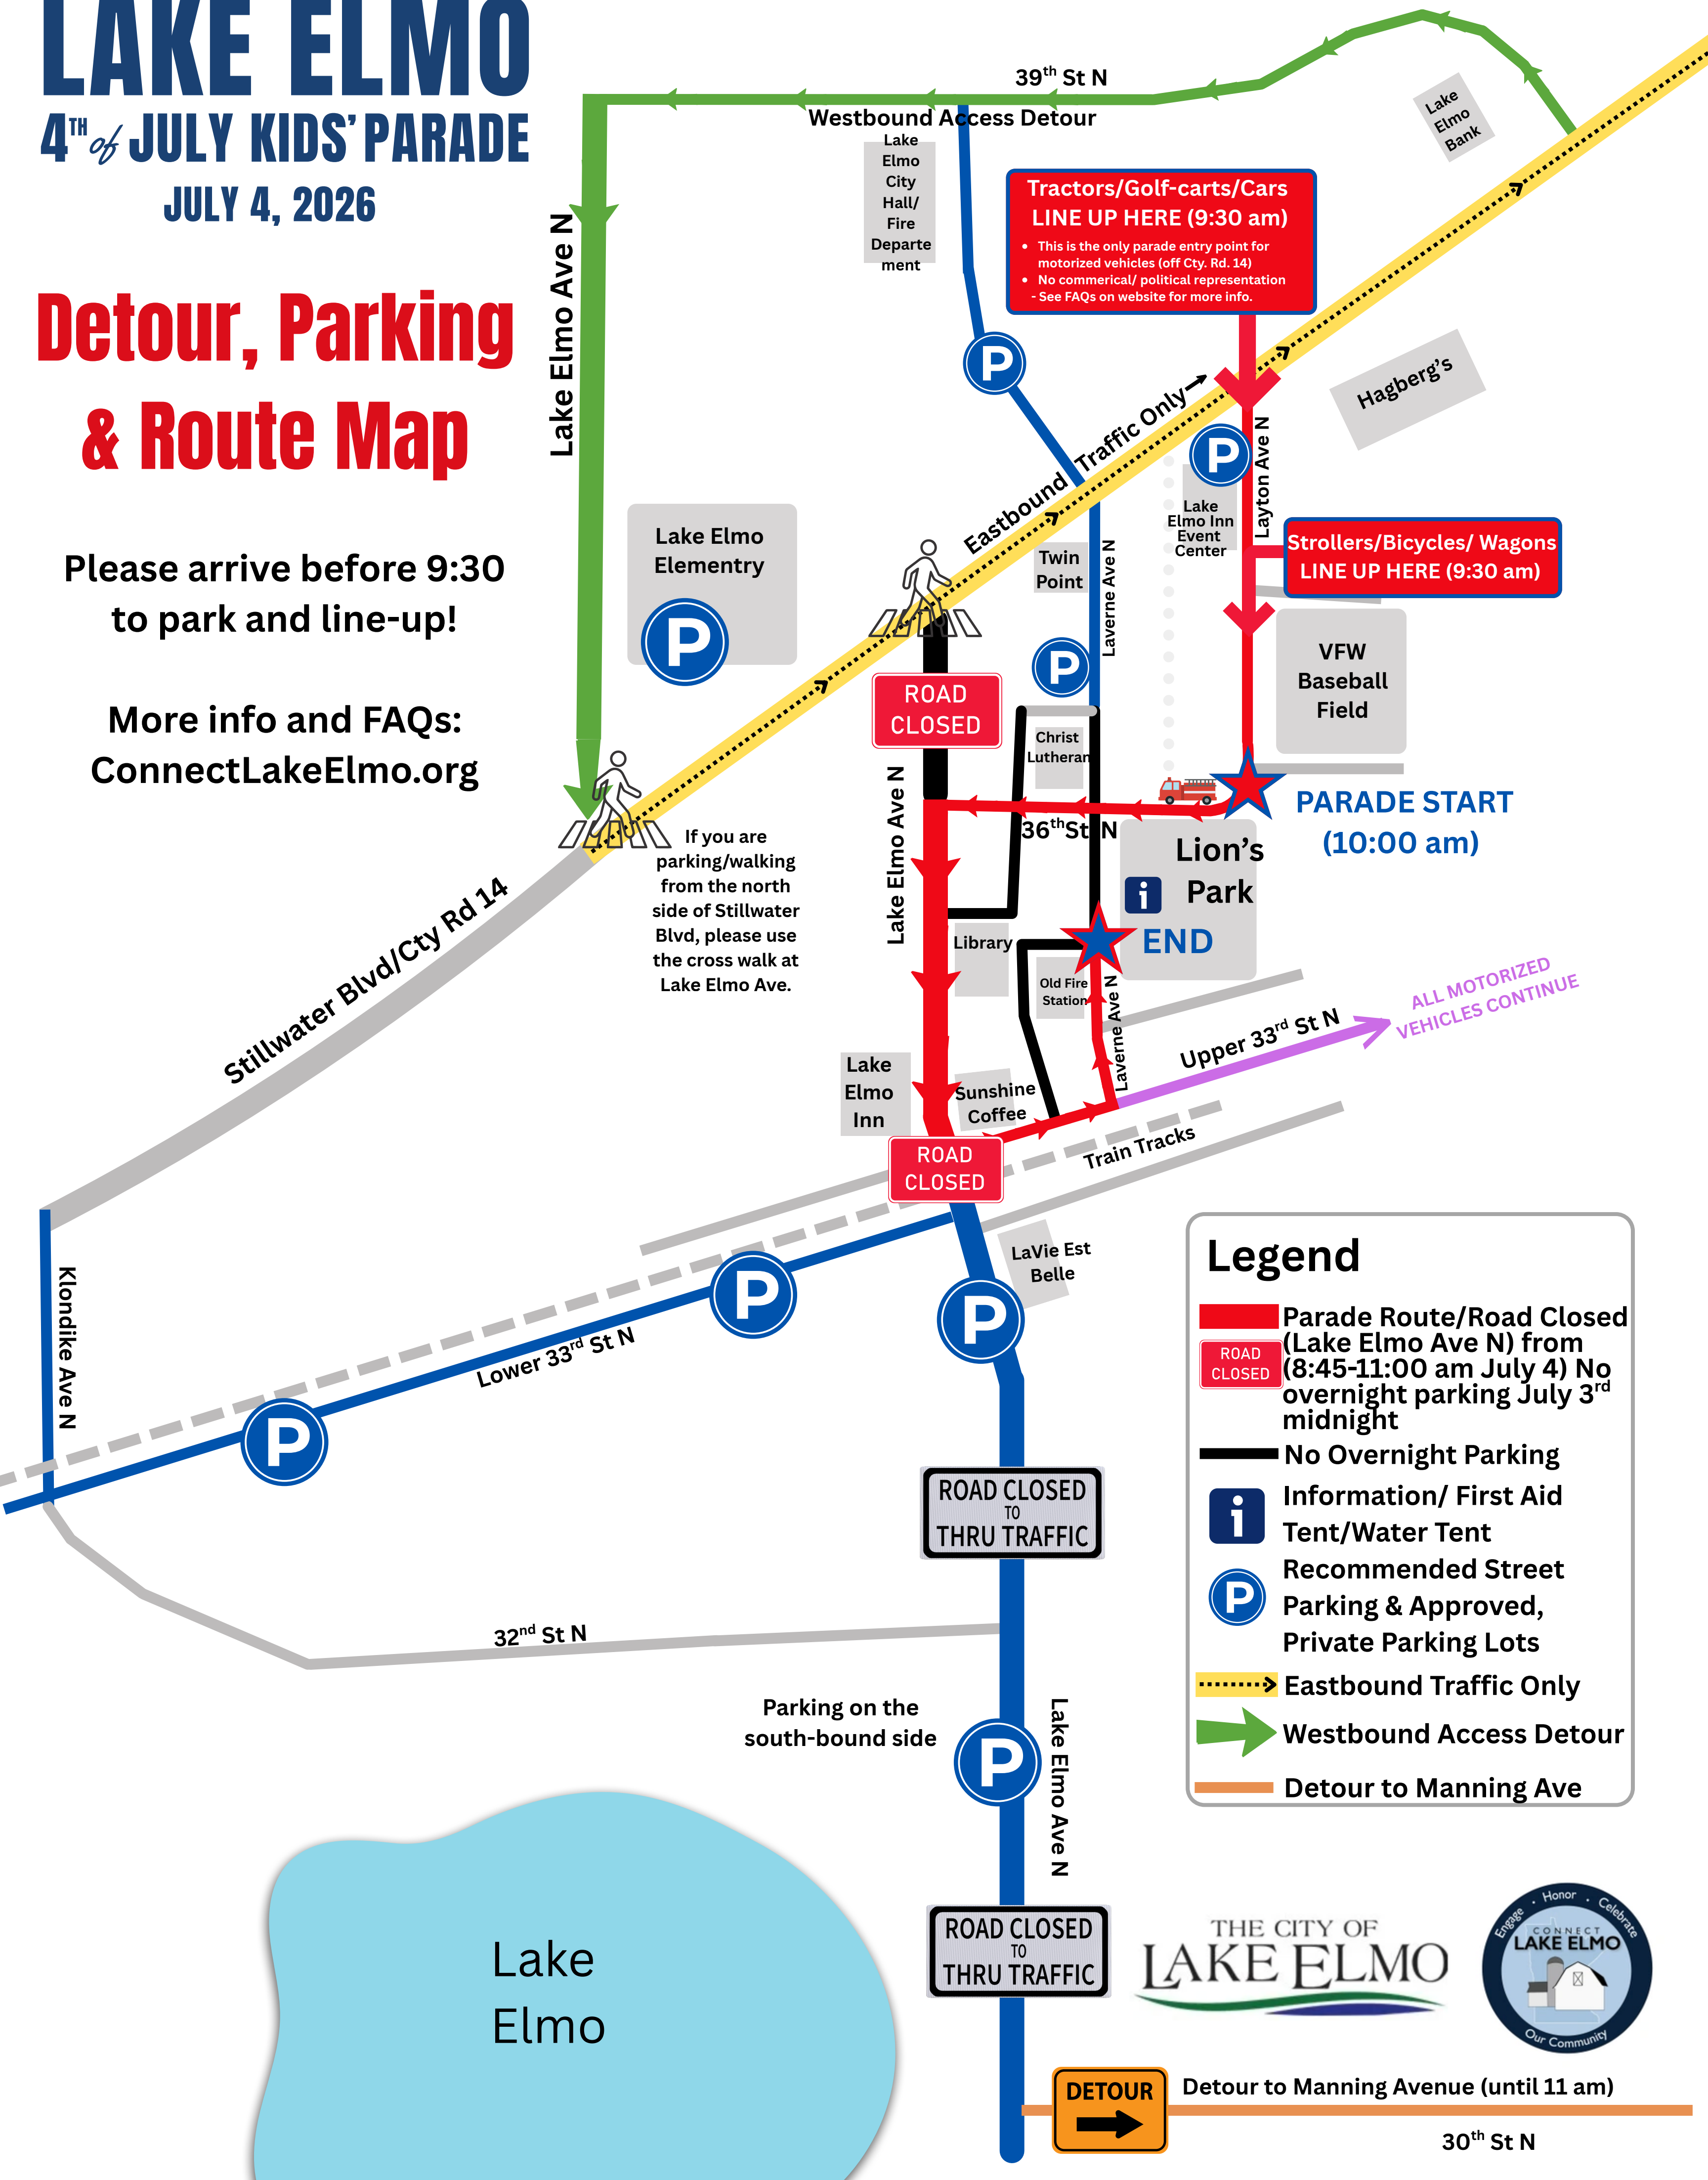 LAKE ELMO
4TH of JULY KIDS' PARADE
JULY 4, 2026
Detour, Parking
& Route Map
Please arrive before 9:30
to park and line-up!
More info and FAQs:
ConnectLakeElmo.org
39th St N
Westbound Access Detour
Lake
Elmo
City
Hall/
Fire
Departe
ment
Lake
Elmo
Bank
Tractors/Golf-carts/Cars
LINE UP HERE (9:30 am)
• This is the only parade entry point for
motorized vehicles (off Cty. Rd. 14)
• No commerical/ political representation
- See FAQs on website for more info.
Lake Elmo Ave N
P
Hagberg's
Eastbound Traffic Only
P
Layton Ave N
Lake
Elmo Inn
Event
Center
Strollers/Bicycles/ Wagons
LINE UP HERE (9:30 am)
Lake Elmo
Elementry
P
Twin
Point
Laverne Ave N
P
VFW
Baseball
Field
ROAD
CLOSED
Christ
Lutheran
Lake Elmo Ave N
36th St N
PARADE START
(10:00 am)
If you are
parking/walking
from the north
side of Stillwater
Blvd, please use
the cross walk at
Lake Elmo Ave.
Lion's
Park
i
END
Library
Old Fire
Station
Laverne Ave N
Stillwater Blvd/Cty Rd 14
Upper 33rd St N
ALL MOTORIZED
VEHICLES CONTINUE
Lake
Elmo
Inn
Sunshine
Coffee
ROAD
CLOSED
Train Tracks
LaVie Est
Belle
P
P
Lower 33rd St N
P
Klondike Ave N
ROAD CLOSED
TO
THRU TRAFFIC
32nd St N
Parking on the
south-bound side
P
Lake Elmo Ave N
ROAD CLOSED
TO
THRU TRAFFIC
Lake
Elmo
Legend
Parade Route/Road Closed
ROAD
CLOSED
(Lake Elmo Ave N) from
(8:45-11:00 am July 4) No
overnight parking July 3rd
midnight
No Overnight Parking
i
Information/ First Aid
Tent/Water Tent
P
Recommended Street
Parking & Approved,
Private Parking Lots
Eastbound Traffic Only
Westbound Access Detour
Detour to Manning Ave
THE CITY OF
LAKE ELMO
Engage · Honor · Celebrate
CONNECT
LAKE ELMO
Our Community
DETOUR
Detour to Manning Avenue (until 11 am)
30th St N